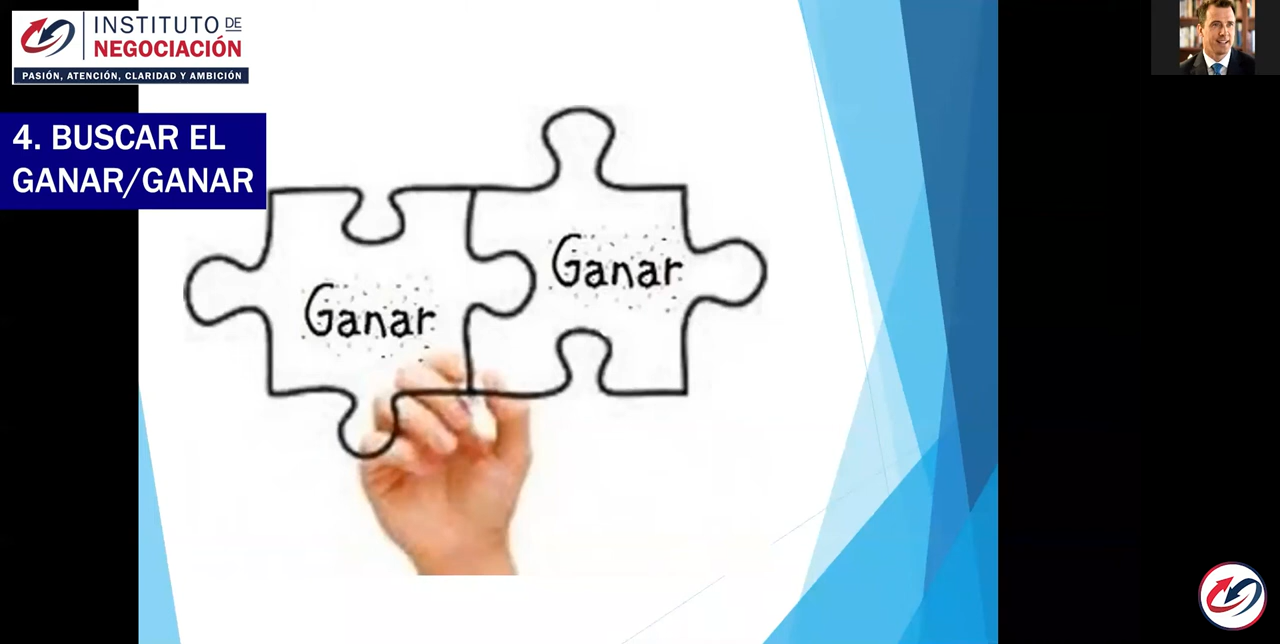 INSTITUTO DE
NEGOCIACIÓN
PASIÓN, ATENCIÓN, CLARIDAD Y AMBICIÓN
4. BUSCAR EL
GANAR/GANAR
Ganar
Ganar